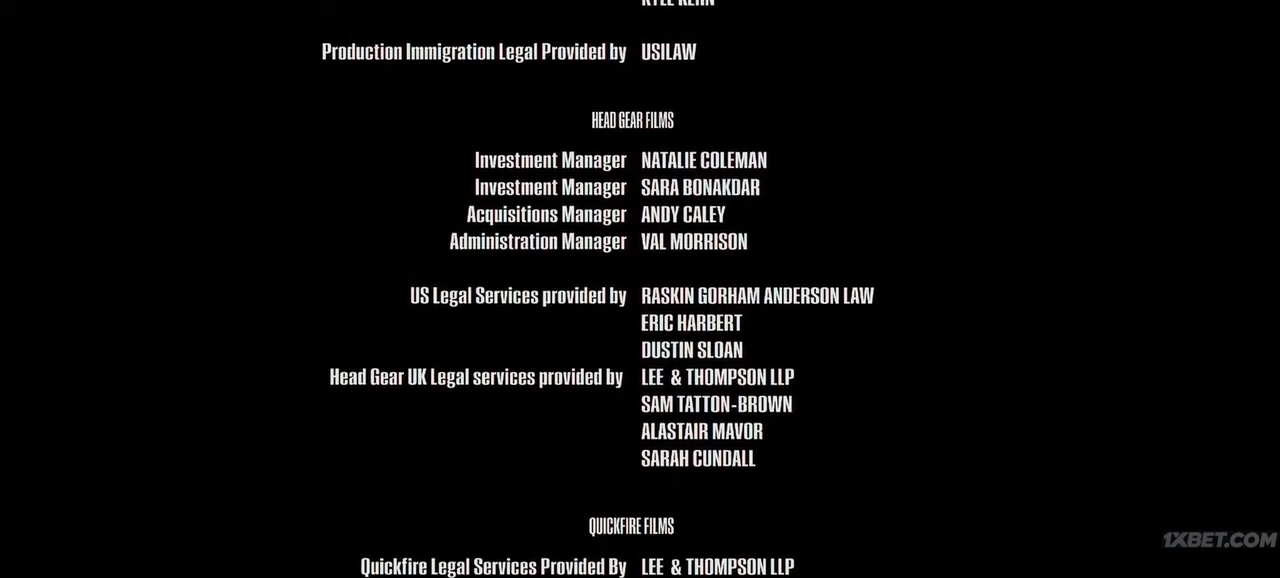 KYLE KERN
Production Immigration Legal Provided by USILAW
HEAD GEAR FILMS
Investment Manager NATALIE COLEMAN
Investment Manager SARA BONAKDAR
Acquisitions Manager ANDY CALEY
Administration Manager VAL MORRISON
US Legal Services provided by RASKIN GORHAM ANDERSON LAW
ERIC HARBERT
DUSTIN SLOAN
Head Gear UK Legal services provided by LEE & THOMPSON LLP
SAM TATTON-BROWN
ALASTAIR MAVOR
SARAH CUNDALL
QUICKFIRE FILMS
Quickfire Legal Services Provided By LEE & THOMPSON LLP
1XBET.COM